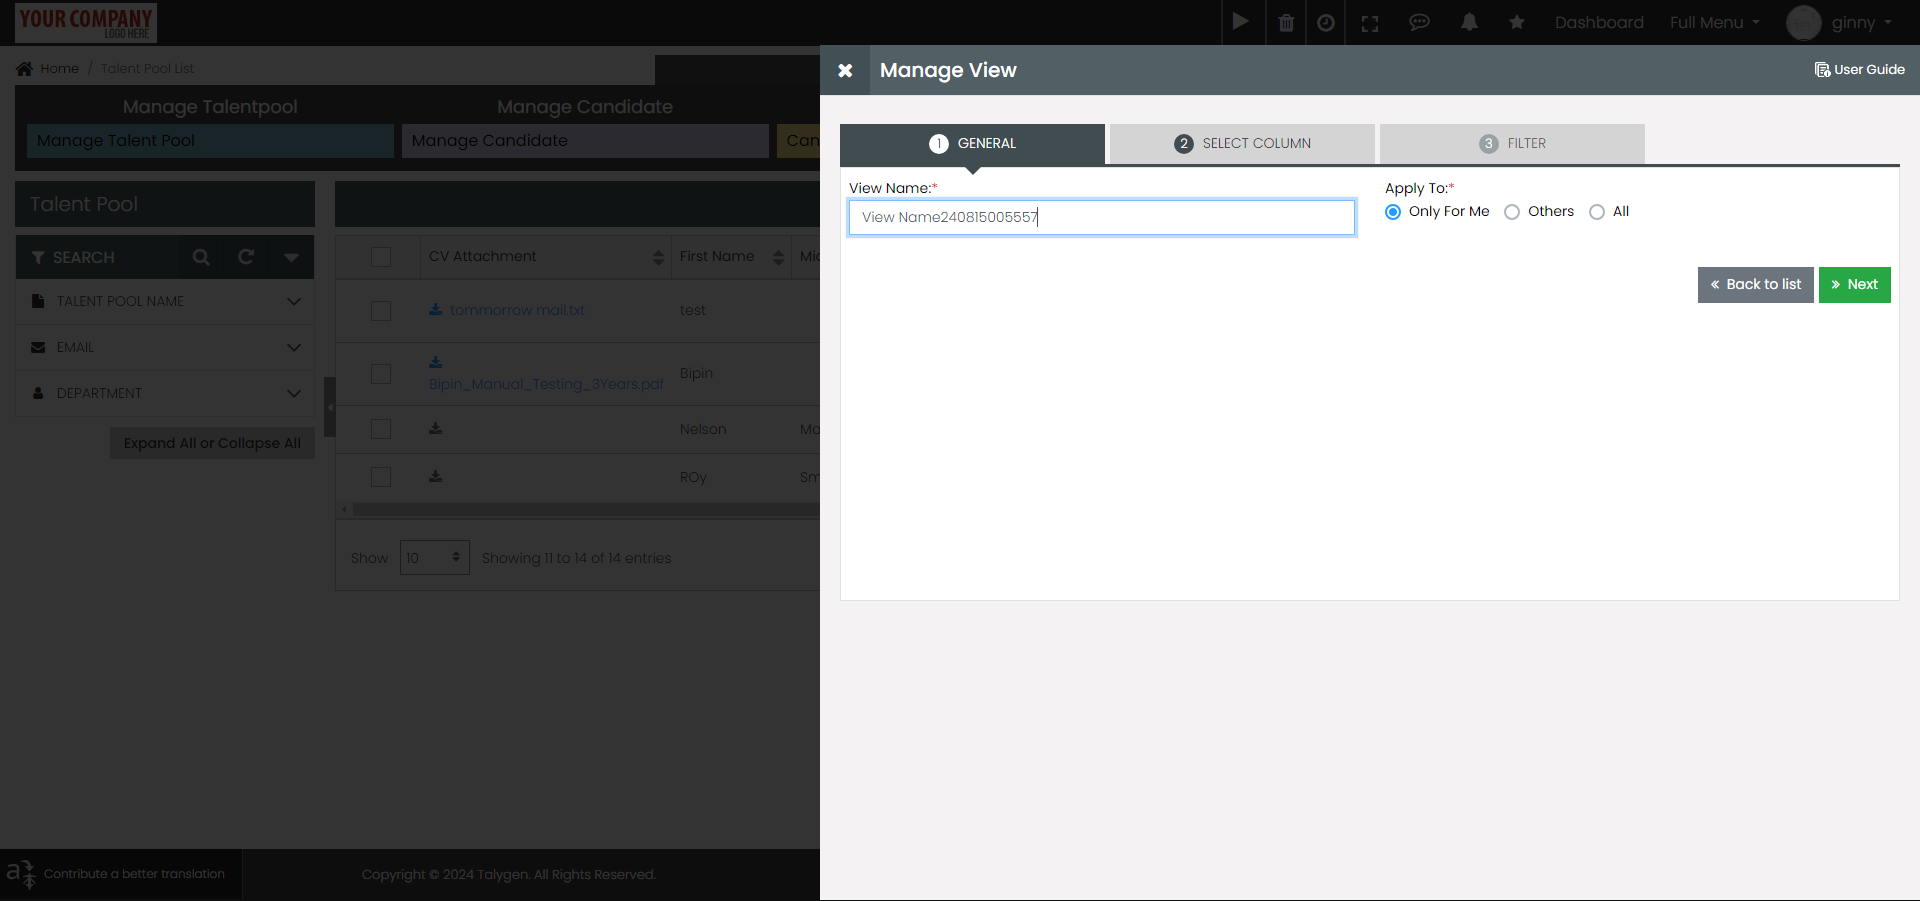 YOUR COMPANY
LOGO HERE
Dashboard
Full Menu
ginny
Home / Talent Pool List
Manage Talentpool
Manage Candidate
Manage Talent Pool
Manage Candidate
Can
Talent Pool
SEARCH
TALENT POOL NAME
EMAIL
DEPARTMENT
Expand All or Collapse All
CV Attachment
First Name
Mid
tommorrow mail.txt
test
Bipin_Manual_Testing_3Years.pdf
Bipin
Nelson
Ma
ROy
Sm
Show 10 Showing 11 to 14 of 14 entries
Contribute a better translation
Copyright © 2024 Talygen. All Rights Reserved.
Manage View
User Guide
1 GENERAL
2 SELECT COLUMN
3 FILTER
View Name:*
View Name240815005557
Apply To:*
Only For Me
Others
All
Back to list
Next